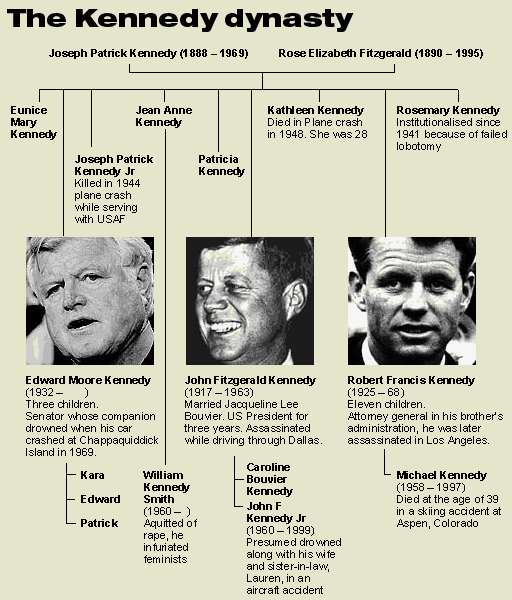 The Kennedy dynasty
Joseph Patrick Kennedy (1888 – 1969)
Rose Elizabeth Fitzgerald (1890 – 1995)
Eunice
Mary
Kennedy
Joseph Patrick
Kennedy Jr
Killed in 1944
plane crash
while serving
with USAF
Jean Anne
Kennedy
Patricia
Kennedy
Kathleen Kennedy
Died in Plane crash
in 1948. She was 28
Rosemary Kennedy
Institutionalised since
1941 because of failed
lobotomy
Edward Moore Kennedy
(1932 –      )
Three children.
Senator whose companion
drowned when his car
crashed at Chappaquiddick
Island in 1969.
John Fitzgerald Kennedy
(1917 – 1963)
Married Jacqueline Lee
Bouvier. US President for
three years. Assassinated
while driving through Dallas.
Robert Francis Kennedy
(1925 – 68)
Eleven children.
Attorney general in his brother's
administration, he was later
assassinated in Los Angeles.
Kara
Edward
Patrick
William
Kennedy
Smith
(1960 –  )
Aquitted of
rape, he
infuriated
feminists
Caroline
Bouvier
Kennedy
John F
Kennedy Jr
(1960 – 1999)
Presumed drowned
along with his wife
and sister-in-law,
Lauren, in an
aircraft accident
Michael Kennedy
(1958 – 1997)
Died at the age of 39
in a skiing accident at
Aspen, Colorado